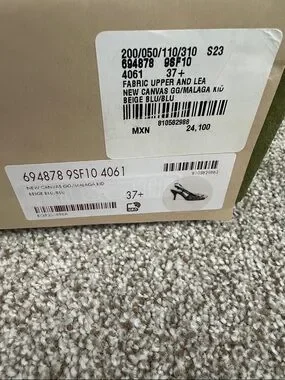 200/050/110/310 S23
694878 9SF10
4061 37+
FABRIC UPPER AND LEA
NEW CANVAS GG/MALAGA KID
BEIGE BLU/BLU
810582988
MXN 24,100
694878 9SF10 4061
NEW CANVAS GG/MALAGA KID
BEIGE BLU/BLU
37+